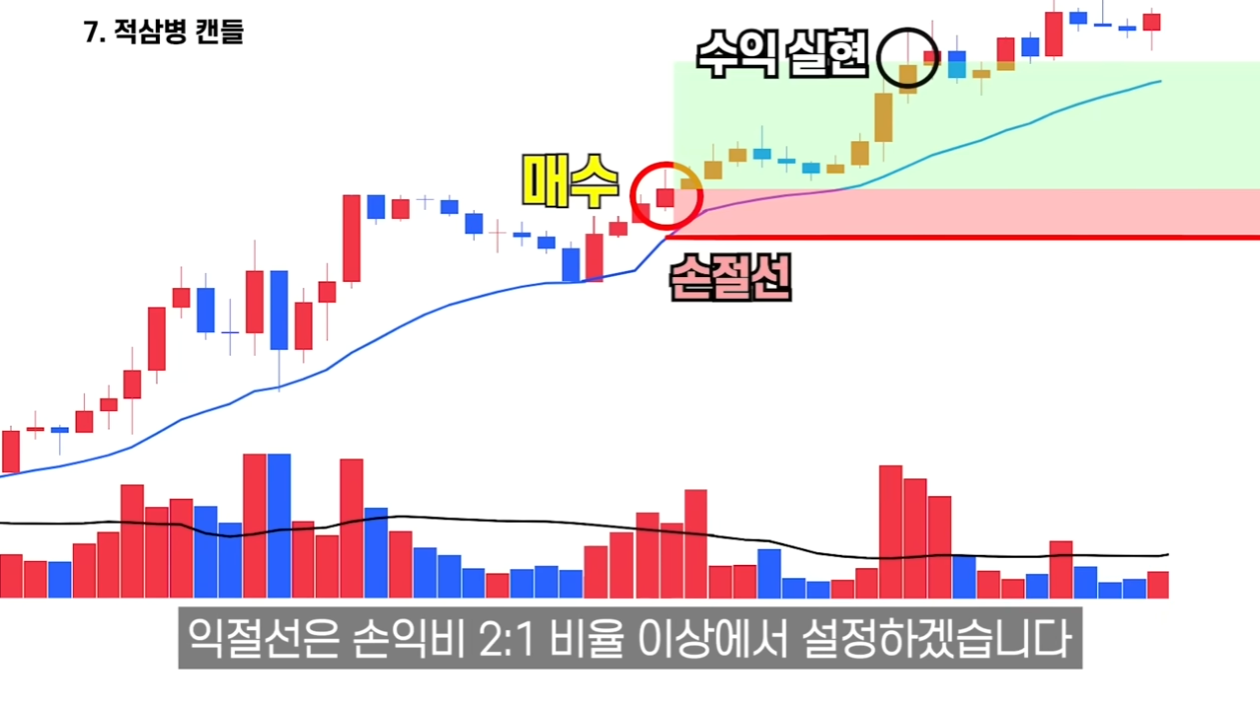 7. 적삼병 캔들
수익 실현
매수
손절선
익절선은 손익비 2:1 비율 이상에서 설정하겠습니다